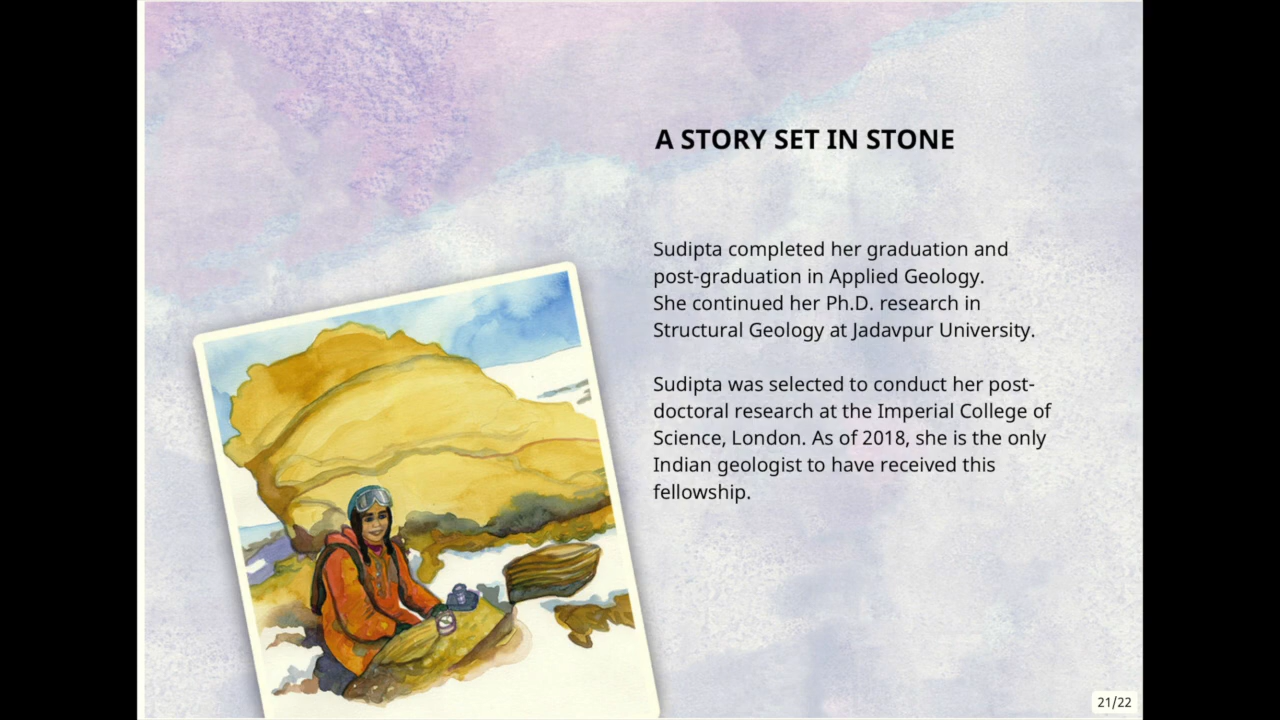 A STORY SET IN STONE
Sudipta completed her graduation and
post-graduation in Applied Geology.
She continued her Ph.D. research in
Structural Geology at Jadavpur University.
Sudipta was selected to conduct her post-
doctoral research at the Imperial College of
Science, London. As of 2018, she is the only
Indian geologist to have received this
fellowship.
21/22